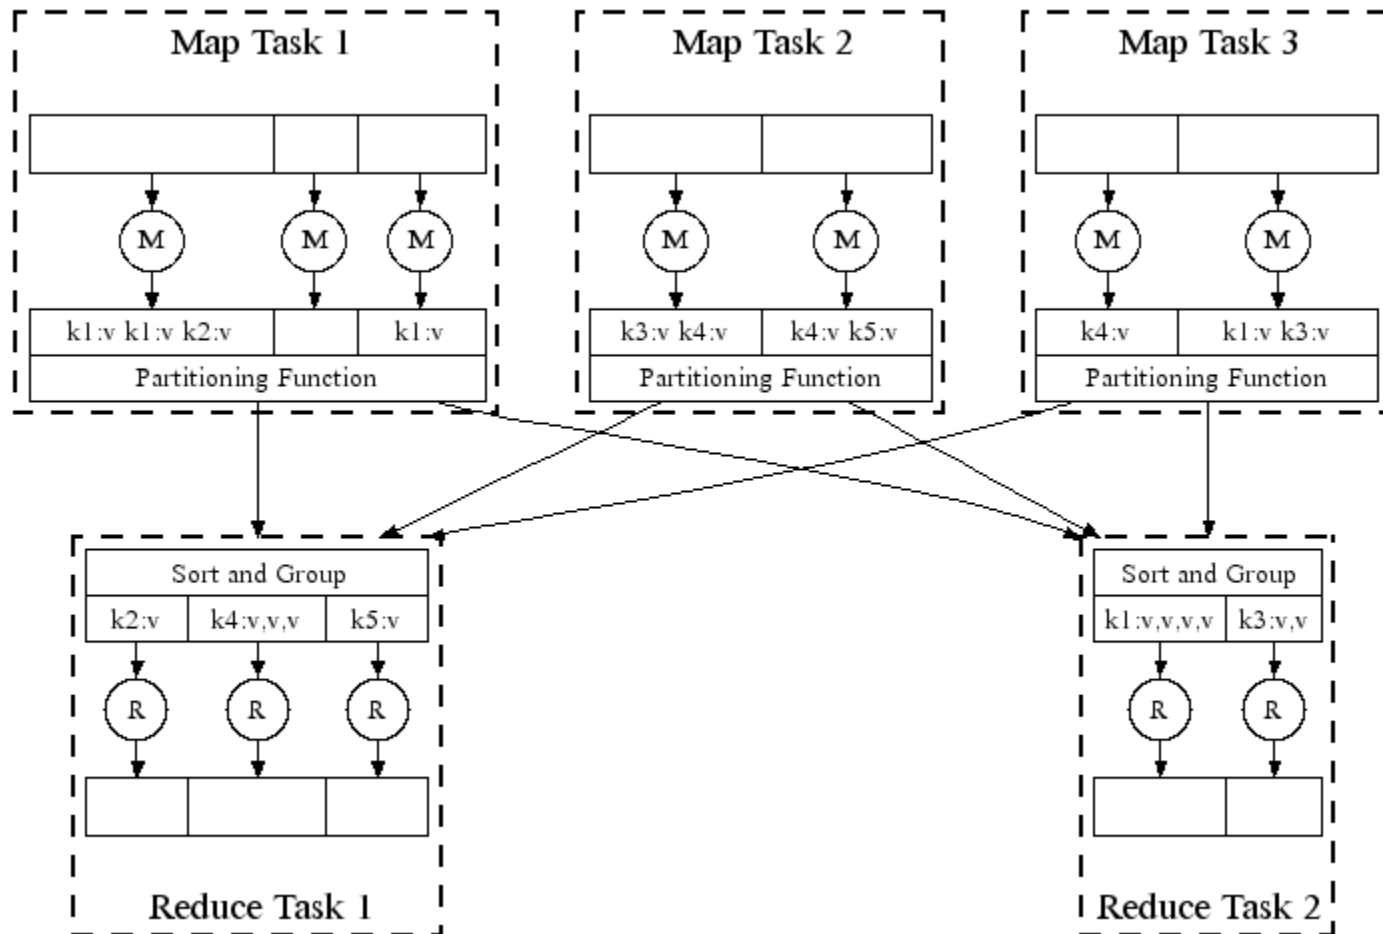 Map Task 1
Map Task 2
Map Task 3
M
M
M
M
M
M
M
k1:v k1:v k2:v
k1:v
k3:v k4:v
k4:v k5:v
k4:v
k1:v k3:v
Partitioning Function
Partitioning Function
Partitioning Function
Sort and Group
Sort and Group
k2:v
k4:v,v,v
k5:v
k1:v,v,v,v
k3:v,v
R
R
R
R
R
Reduce Task 1
Reduce Task 2